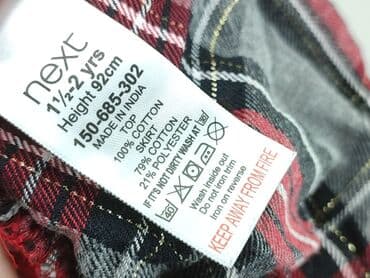 next
1½-2 yrs
Height 92cm
150-685-302
MADE IN INDIA
TOP
100% COTTON
SKIRT
79% COTTON
21% POLYESTER
IF IT'S NOT DIRTY WASH AT 30
40
Wash inside out
Do not iron trim
Iron on reverse
KEEP AWAY FROM FIRE